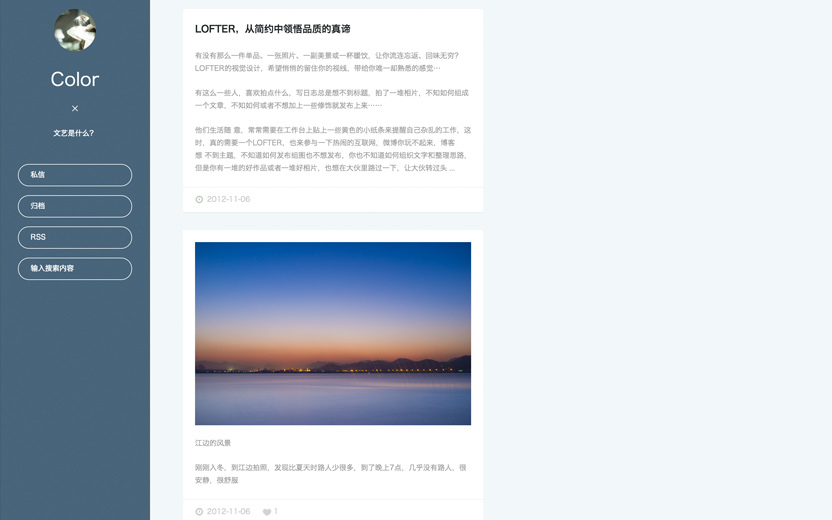 Color
×
文艺是什么?
私信
归档
RSS
输入搜索内容
LOFTER，从简约中领悟品质的真谛
有没有那么一件单品、一张照片、一副美景或一杯暖饮，让你流连忘返、回味无穷?
LOFTER的视觉设计，希望悄悄的留住你的视线，带给你唯一却熟悉的感觉…
有这么一些人，喜欢拍点什么，写日志总是想不到标题，拍了一堆相片，不知如何组成
一个文章，不知如何或者不想加上一些修饰就发布上来……
他们生活随 意，常常需要在工作台上贴上一些黄色的小纸条来提醒自己杂乱的工作，这
时，真的需要一个LOFTER，也来参与一下热闹的互联网，微博你玩不起来，博客
想 不到主题，不知道如何发布组图也不想发布，你也不知道如何组织文字和整理思路，
但是你有一堆的好作品或者一堆好相片，也想在大伙里路过一下，让大伙转过头 ...
2012-11-06
江边的风景
刚刚入冬，到江边拍照，发现比夏天时路人少很多，到了晚上7点，几乎没有路人，很
安静，很舒服
2012-11-06 1